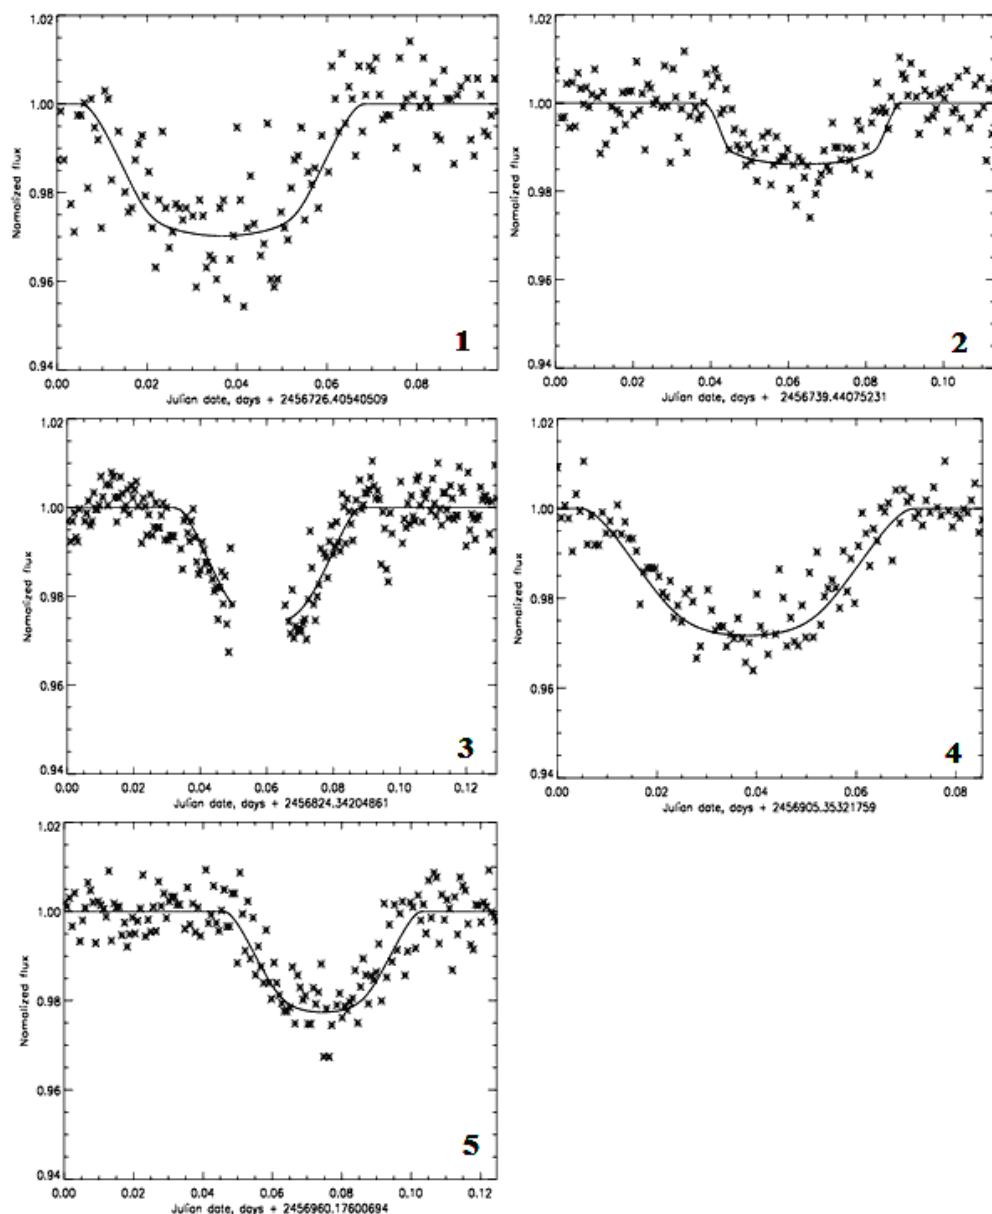 1.02
1.00
0.98
0.96
0.94
Normalized flux
0.00 0.02 0.04 0.06 0.08
Julian date, days + 2456726.40540509
1
1.02
1.00
0.98
0.96
0.94
Normalized flux
0.00 0.02 0.04 0.06 0.08 0.10
Julian date, days + 2456739.44075231
2
1.02
1.00
0.98
0.96
0.94
Normalized flux
0.00 0.02 0.04 0.06 0.08 0.10 0.12
Julian date, days + 2456824.34204861
3
1.02
1.00
0.98
0.96
0.94
Normalized flux
0.00 0.02 0.04 0.06 0.08
Julian date, days + 2456905.35321759
4
1.02
1.00
0.98
0.96
0.94
Normalized flux
0.00 0.02 0.04 0.06 0.08 0.10 0.12
Julian date, days + 2456960.17600694
5